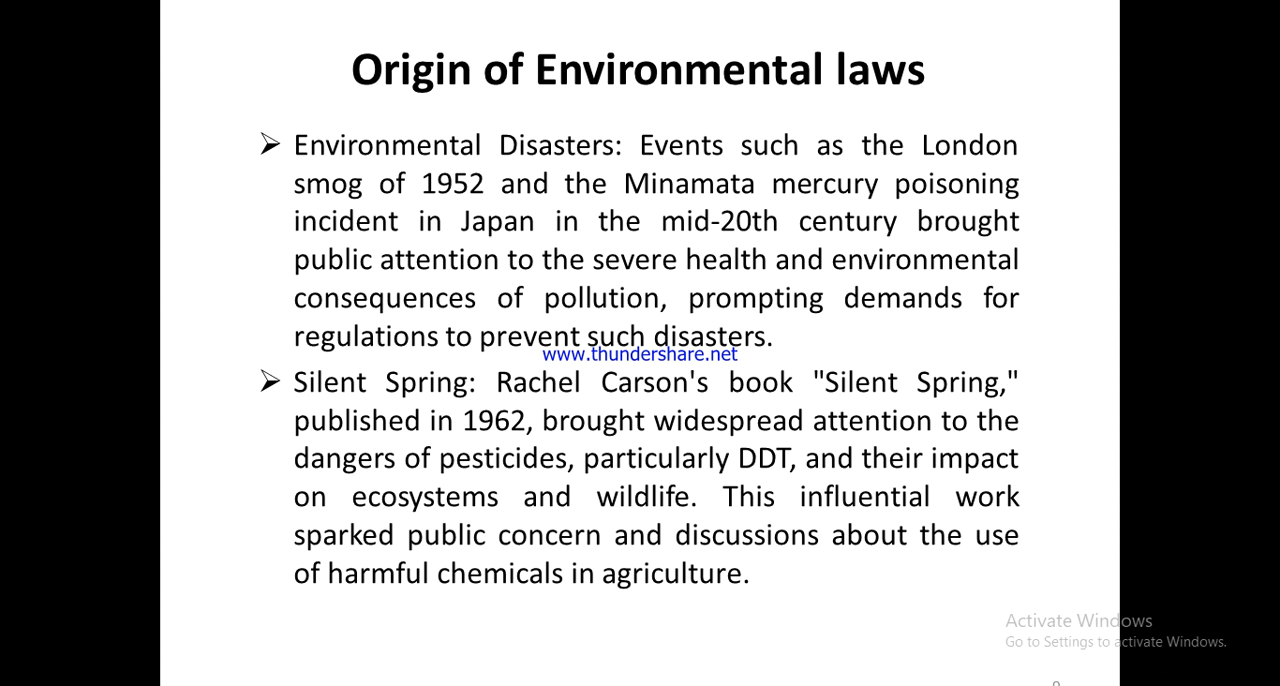 Origin of Environmental laws
➢ Environmental Disasters: Events such as the London
smog of 1952 and the Minamata mercury poisoning
incident in Japan in the mid-20th century brought
public attention to the severe health and environmental
consequences of pollution, prompting demands for
regulations to prevent such disasters.
www.thundershare.net
➢ Silent Spring: Rachel Carson's book "Silent Spring,"
published in 1962, brought widespread attention to the
dangers of pesticides, particularly DDT, and their impact
on ecosystems and wildlife. This influential work
sparked public concern and discussions about the use
of harmful chemicals in agriculture.
Activate Windows
Go to Settings to activate Windows.